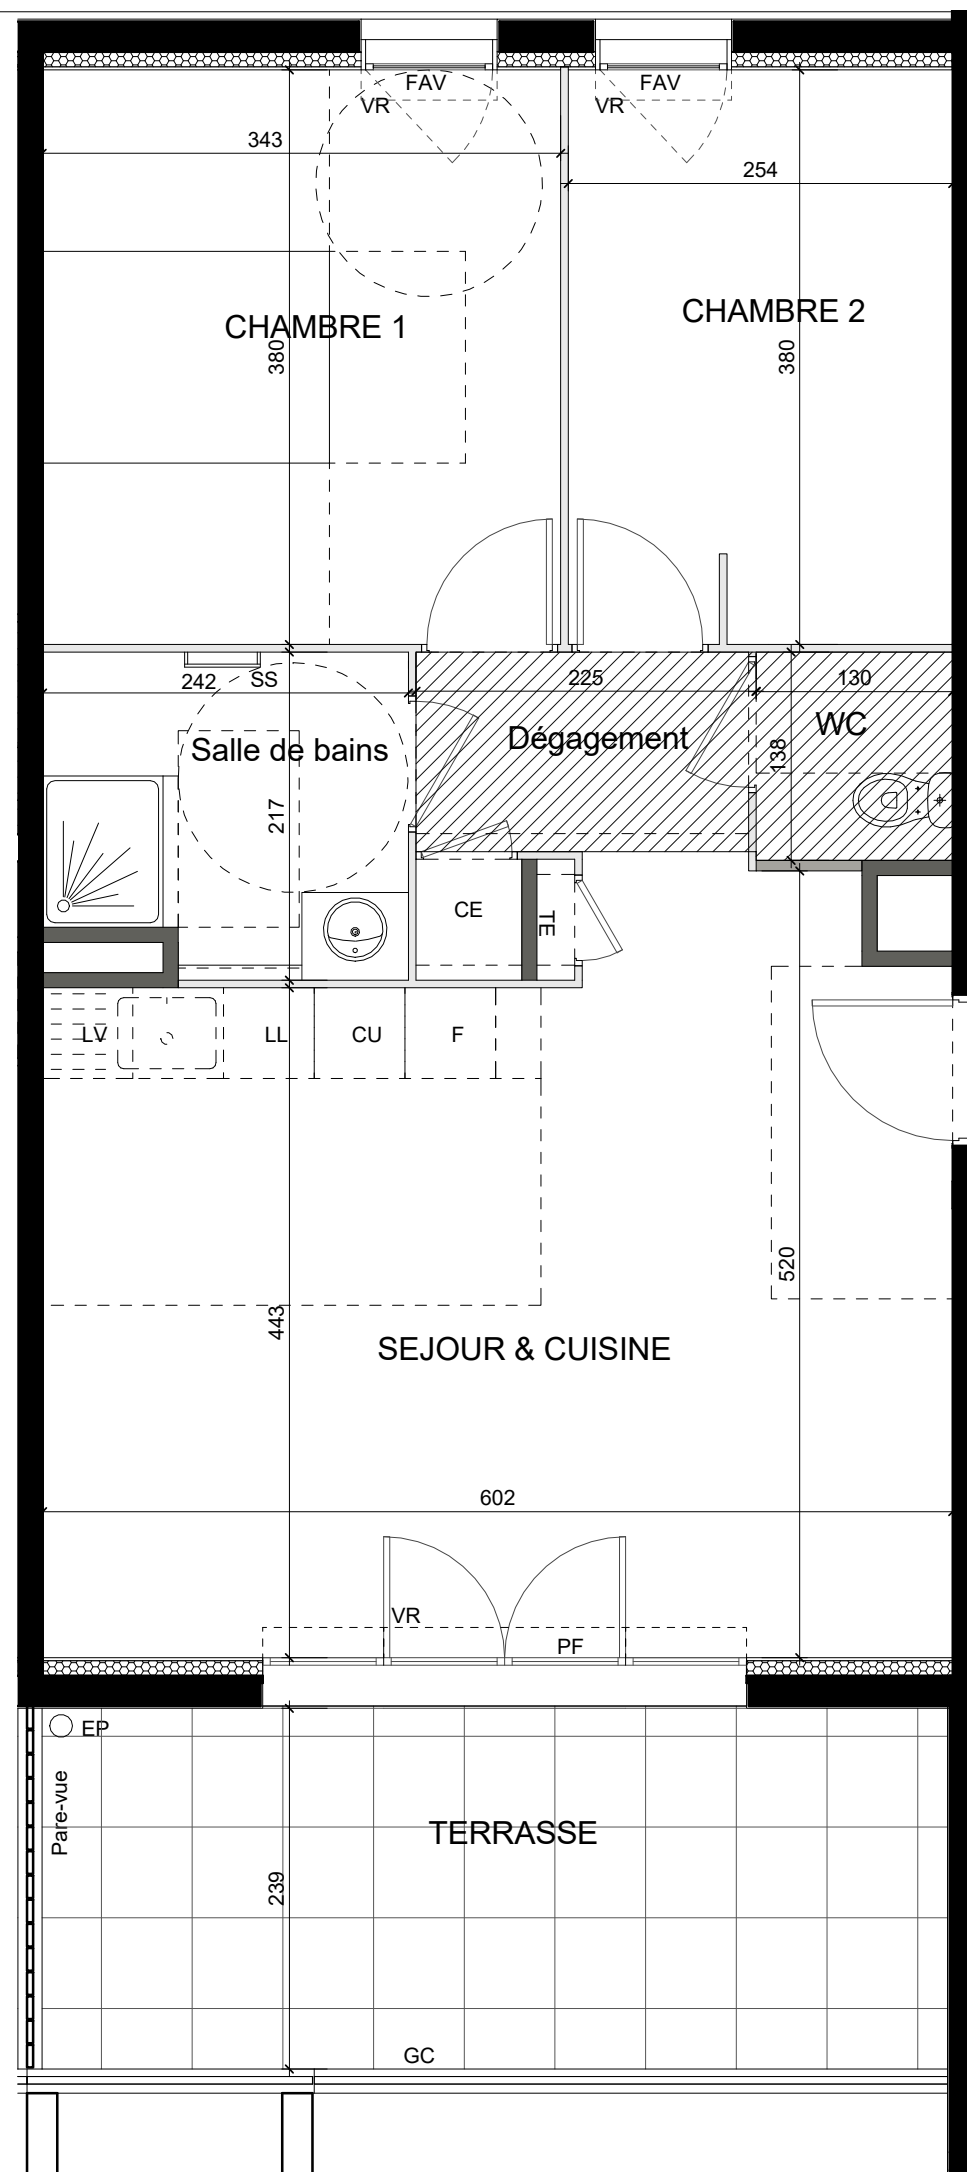 FAV
FAV
VR
VR
343
254
CHAMBRE 1
CHAMBRE 2
380
380
242
SS
225
130
WC
Salle de bains
Dégagement
138
217
CE
TE
LV
LL
CU
F
520
443
SEJOUR & CUISINE
602
VR
PF
EP
Pare-vue
TERRASSE
239
GC